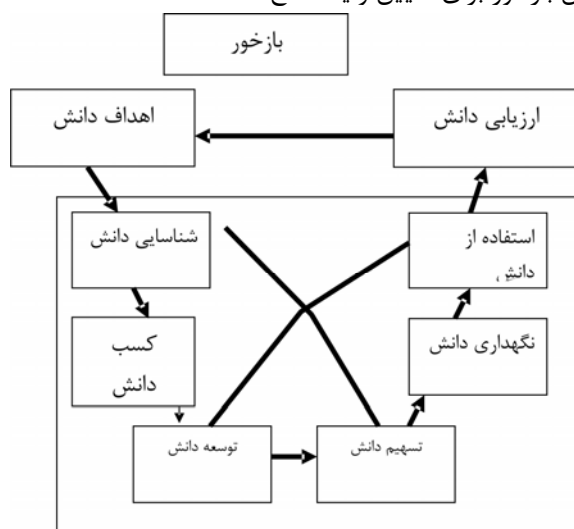 بازخور
اهداف دانش
ارزیابی دانش
شناسایی دانش
استفاده از
دانش
کسب
دانش
نگهداری دانش
توسعه دانش
تسهیم دانش